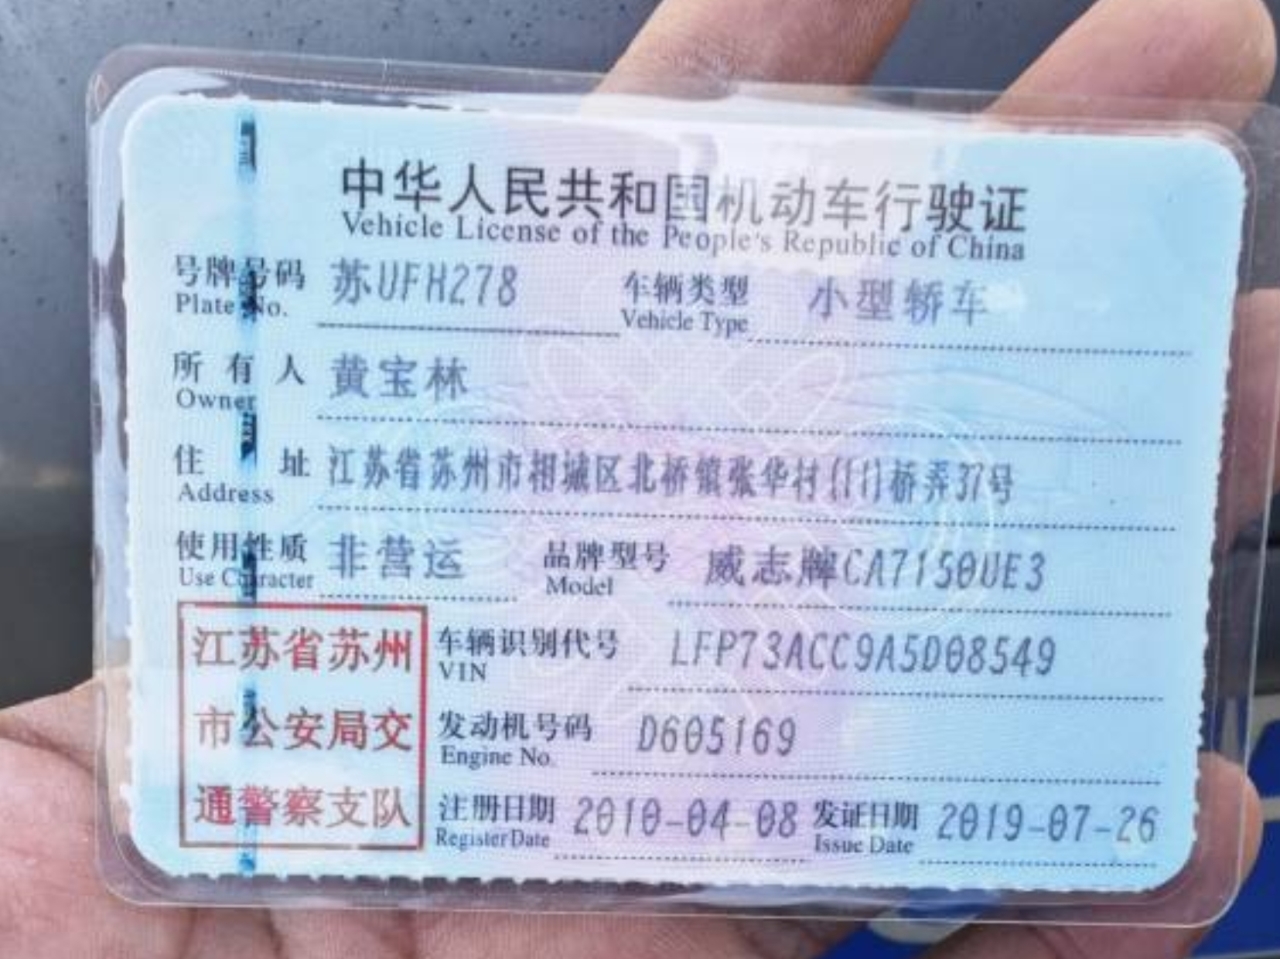 中华人民共和国机动车行驶证
Vehicle License of the People's Republic of China
号牌号码 苏UFH278 车辆类型 小型轿车
Plate No. Vehicle Type
所有人 黄宝林
Owner
住址 江苏省苏州市相城区北桥镇张华村(11)桥弄37号
Address
使用性质 非营运 品牌型号 威志牌CA7150UE3
Use Character Model
江苏省苏州
市公安局交
通警察支队
车辆识别代号 LFP73ACC9A5D08549
VIN
发动机号码 D605169
Engine No.
注册日期 2010-04-08 发证日期 2019-07-26
Register Date Issue Date